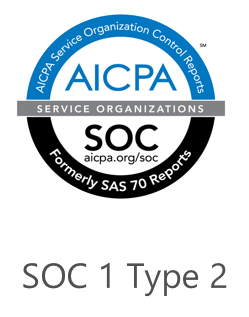 AICPA Service Organization Control Reports
SM
AICPA
SERVICE ORGANIZATIONS
SOC
aicpa.org/soc
Formerly SAS 70 Reports
SOC 1 Type 2